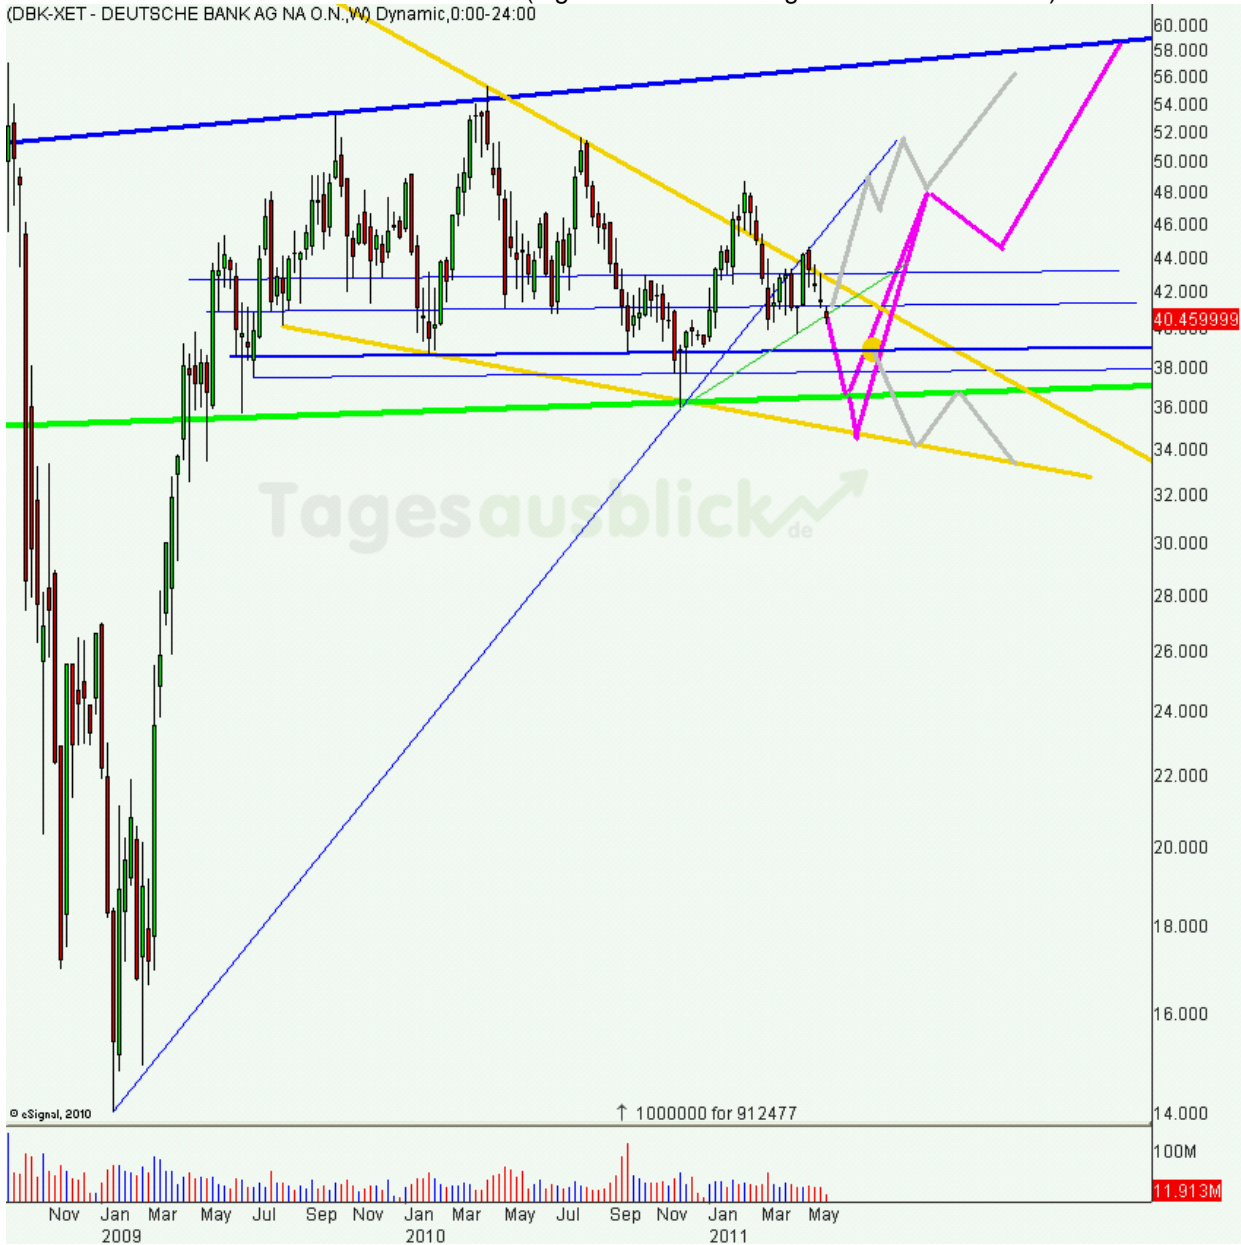 (DBK-XET - DEUTSCHE BANK AG NA O.N.,W) Dynamic,0:00-24:00
60.000
58.000
56.000
54.000
52.000
50.000
48.000
46.000
44.000
42.000
40.459999
38.000
36.000
34.000
Tagesausblick
.de
32.000
30.000
28.000
26.000
24.000
22.000
20.000
18.000
16.000
© eSignal, 2010
↑ 1000000 for 912477
14.000
100M
11.913M
Nov Jan Mar May Jul Sep Nov Jan Mar May Jul Sep Nov Jan Mar May
2009 2010 2011